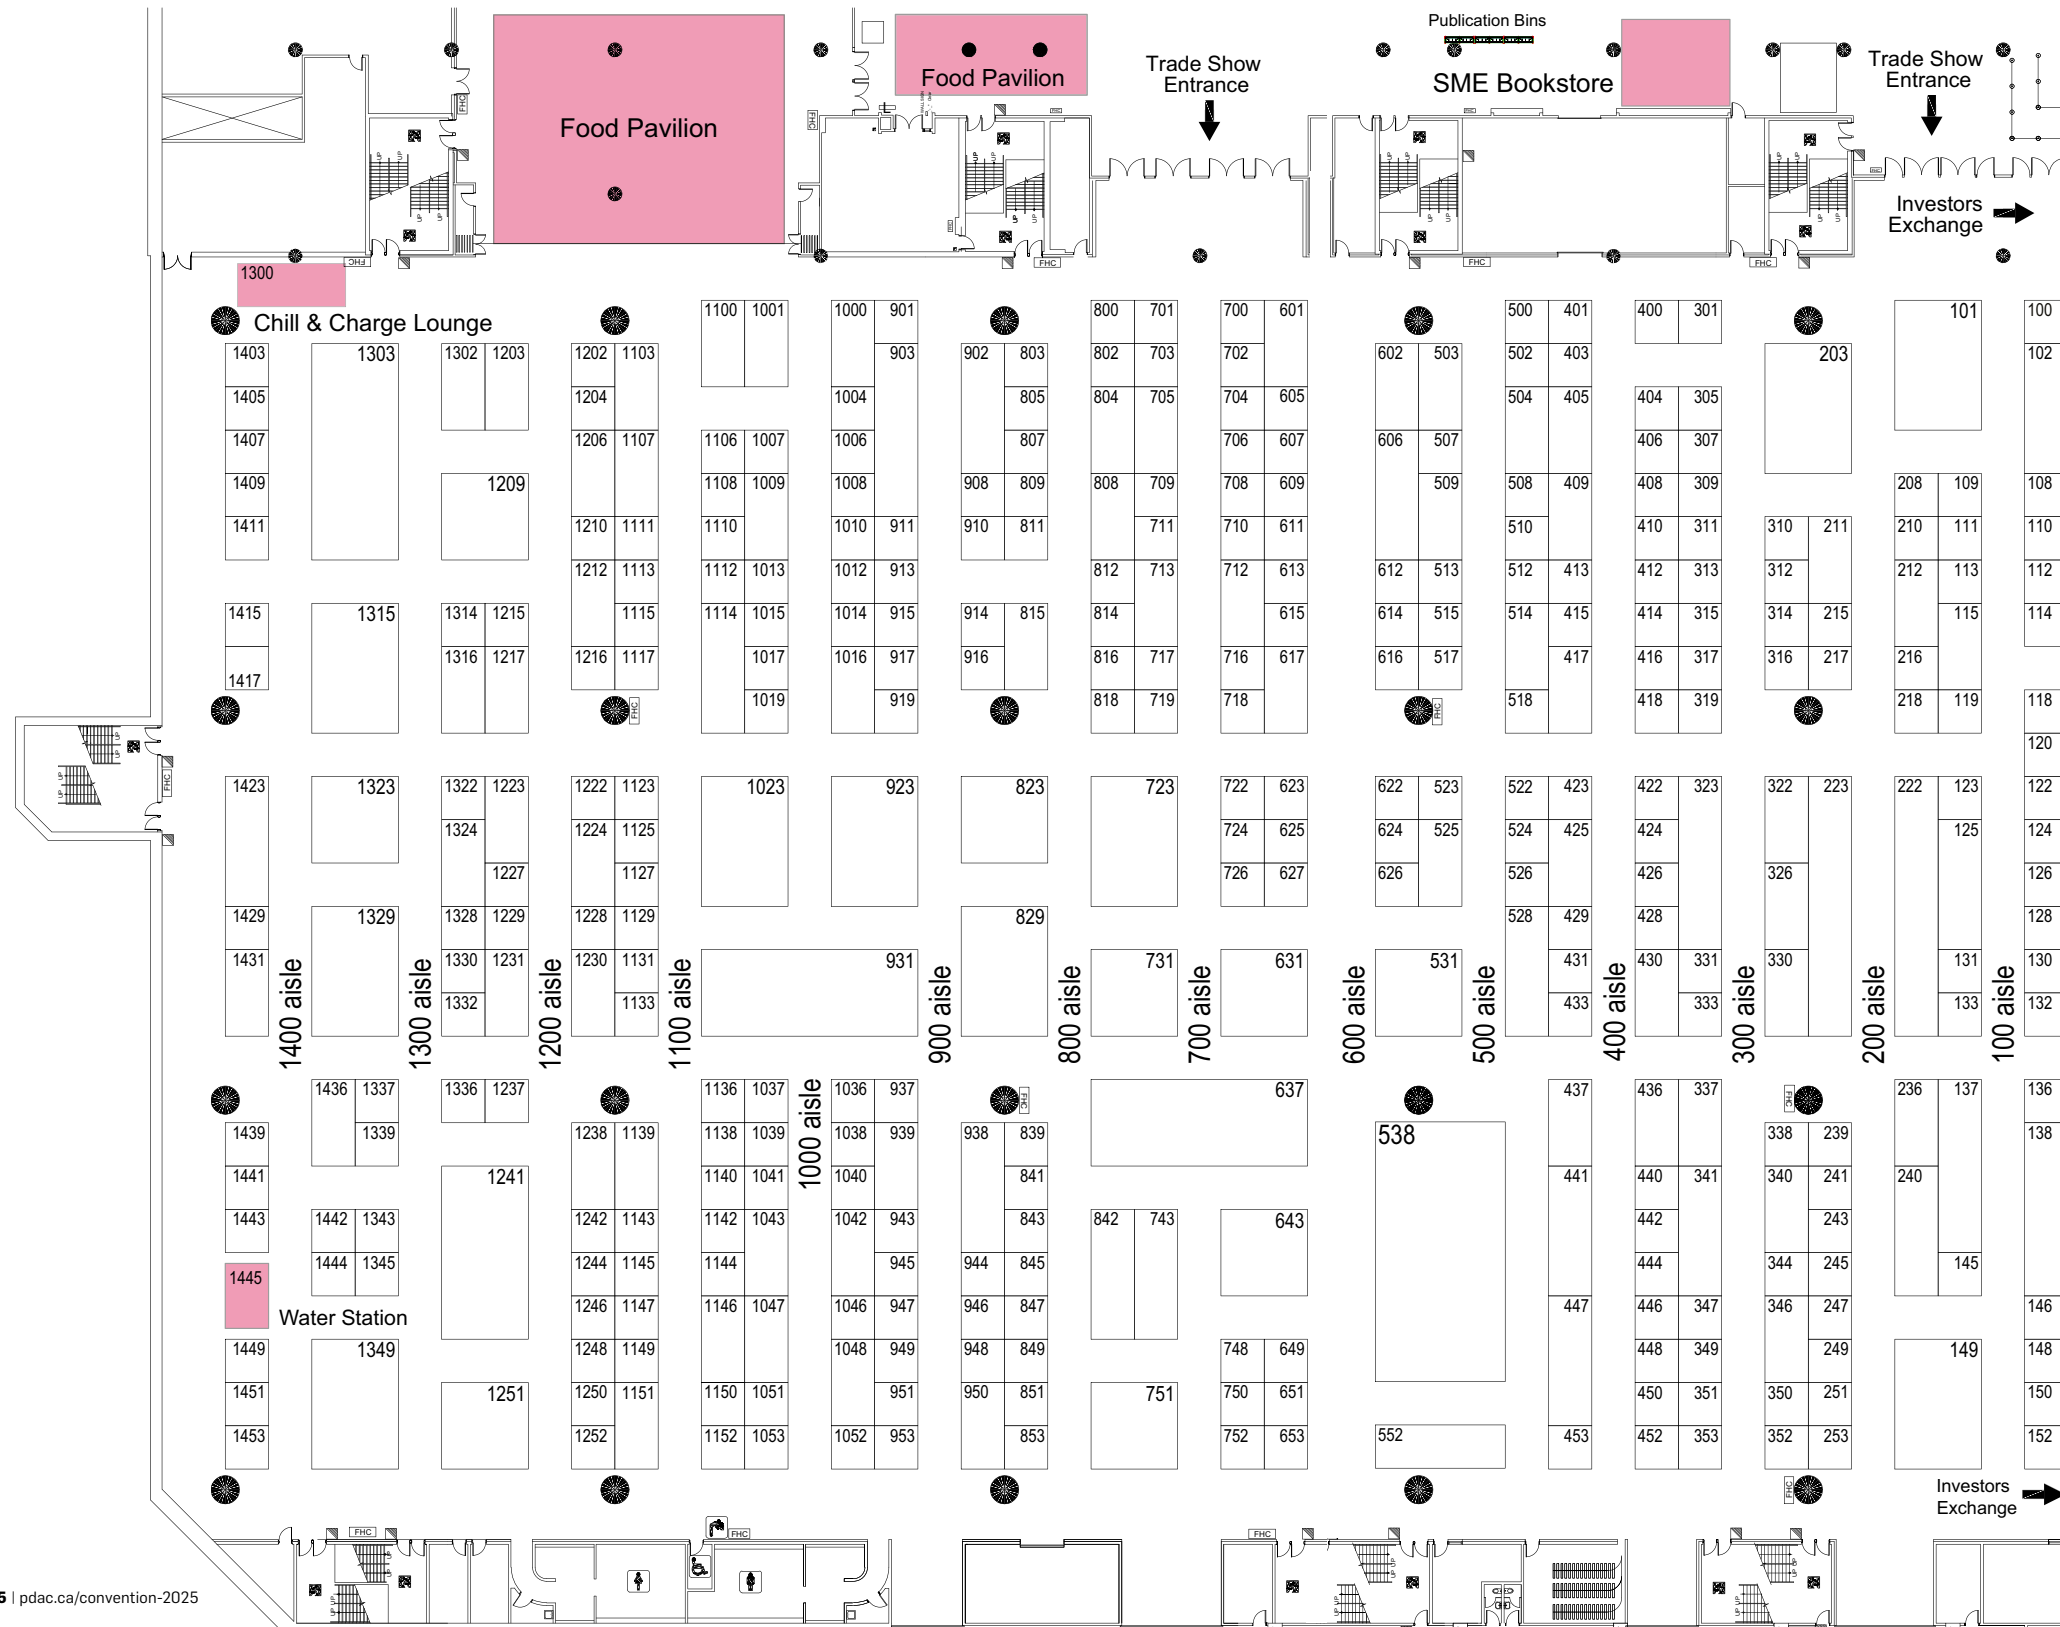 Publication Bins
Food Pavilion
Trade Show
Entrance
SME Bookstore
Trade Show
Entrance
Food Pavilion
Investors
Exchange
1300
Chill & Charge Lounge
1100 1001 1000 901 800 701 700 601 500 401 400 301 101 100
1403 1303 1302 1203 1202 1103 903 902 803 802 703 702 602 503 502 403 203 102
1405 1204 1004 805 804 705 704 605 504 405 404 305
1407 1206 1107 1106 1007 1006 807 706 607 606 507 406 307
1409 1209 1108 1009 1008 908 809 808 709 708 609 509 508 409 408 309 208 109 108
1411 1210 1111 1110 1010 911 910 811 711 710 611 510 410 311 310 211 210 111 110
1212 1113 1112 1013 1012 913 812 713 712 613 612 513 512 413 412 313 312 212 113 112
1415 1315 1314 1215 1115 1114 1015 1014 915 914 815 814 615 614 515 514 415 414 315 314 215 115 114
1417 1316 1217 1216 1117 1017 1016 917 916 816 717 716 617 616 517 417 416 317 316 217 216
1019 919 818 719 718 518 418 319 218 119 118
FHC
120
1423 1323 1322 1223 1222 1123 1023 923 823 723 722 623 622 523 522 423 422 323 322 223 222 123 122
1324 1224 1125 724 625 624 525 524 425 424 125 124
1227 1127 726 627 626 526 426 326 126
1429 1329 1328 1229 1228 1129 829 528 429 428 128
1431 1330 1231 1230 1131 931 731 631 531 431 430 331 330 131 130
1332 1133 433 333 133 132
1400 aisle
1300 aisle
1200 aisle
1100 aisle
1000 aisle
900 aisle
800 aisle
700 aisle
600 aisle
500 aisle
400 aisle
300 aisle
200 aisle
100 aisle
1436 1337 1336 1237 1136 1037 1036 937 637 437 436 337 236 137 136
1439 1339 1238 1139 1138 1039 1038 939 938 839 538 338 239 138
1441 1241 1140 1041 1040 841 441 440 341 340 241 240
1443 1442 1343 1242 1143 1142 1043 1042 943 843 842 743 643 442 243
1445 1444 1345 1244 1145 1144 945 944 845 444 344 245 145
Water Station
1246 1147 1146 1047 1046 947 946 847 447 446 347 346 247 146
1449 1349 1248 1149 1048 949 948 849 748 649 448 349 249 149 148
1451 1251 1250 1151 1150 1051 951 950 851 751 750 651 450 351 350 251 150
1453 1252 1152 1053 1052 953 853 752 653 552 453 452 353 352 253 152
Investors
Exchange
FHC FHC FHC
5 | pdac.ca/convention-2025